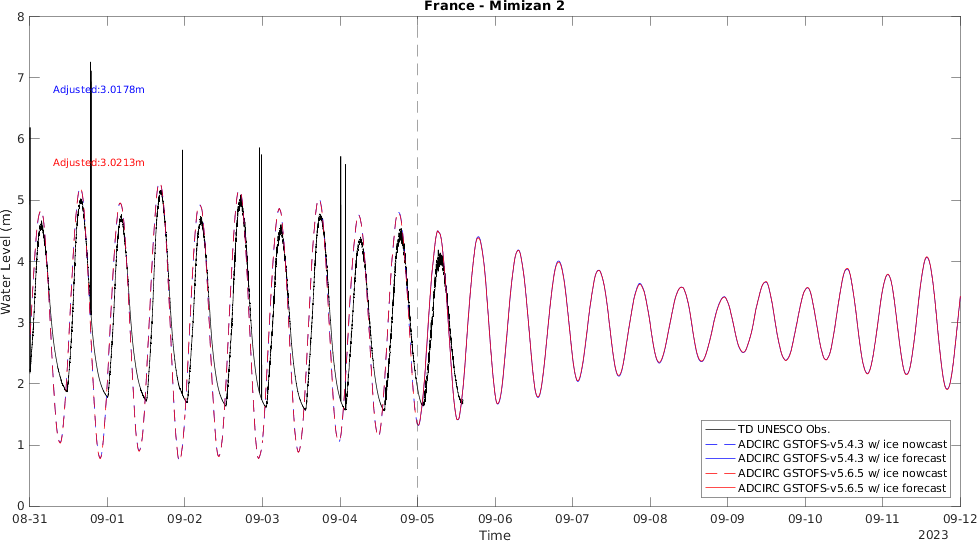 France - Mimizan 2
8
7
6
5
4
3
2
1
0
Water Level (m)
Adjusted:3.0178m
Adjusted:3.0213m
TD UNESCO Obs.
ADCIRC GSTOFS-v5.4.3 w/ ice nowcast
ADCIRC GSTOFS-v5.4.3 w/ ice forecast
ADCIRC GSTOFS-v5.6.5 w/ ice nowcast
ADCIRC GSTOFS-v5.6.5 w/ ice forecast
08-31 09-01 09-02 09-03 09-04 09-05 09-06 09-07 09-08 09-09 09-10 09-11 09-12
Time
2023